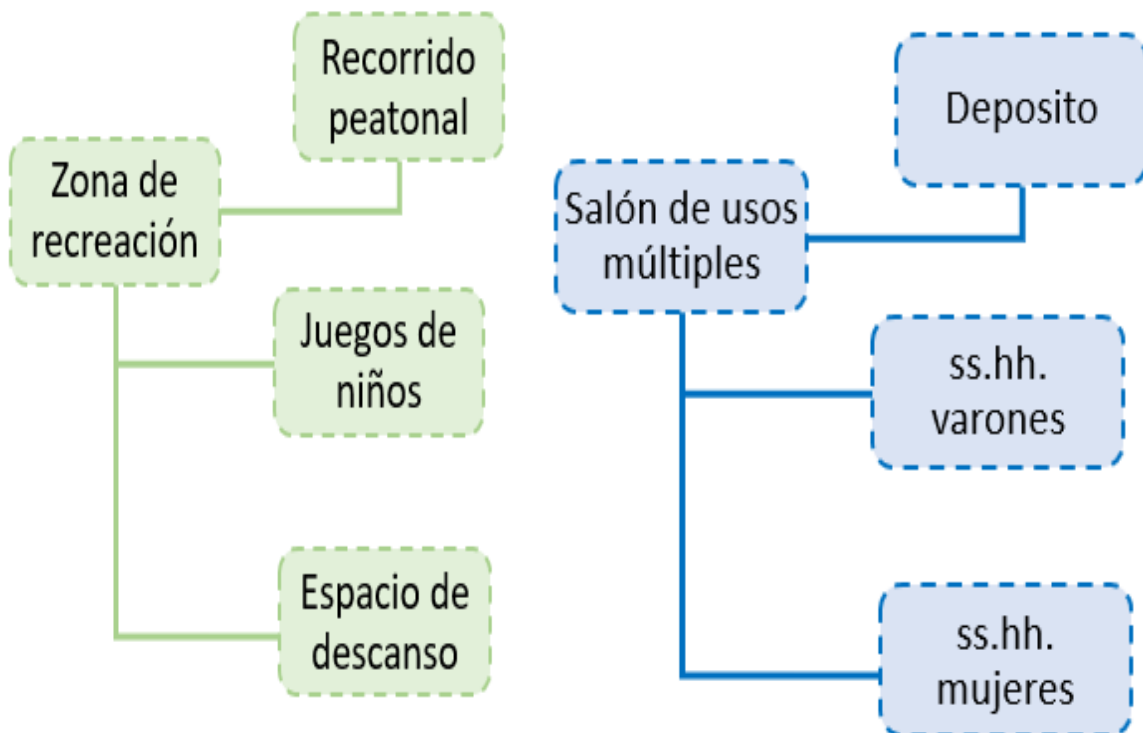 Recorrido
peatonal
Zona de
recreación
Juegos de
niños
Espacio de
descanso
Deposito
Salón de usos
múltiples
ss.hh.
varones
ss.hh.
mujeres